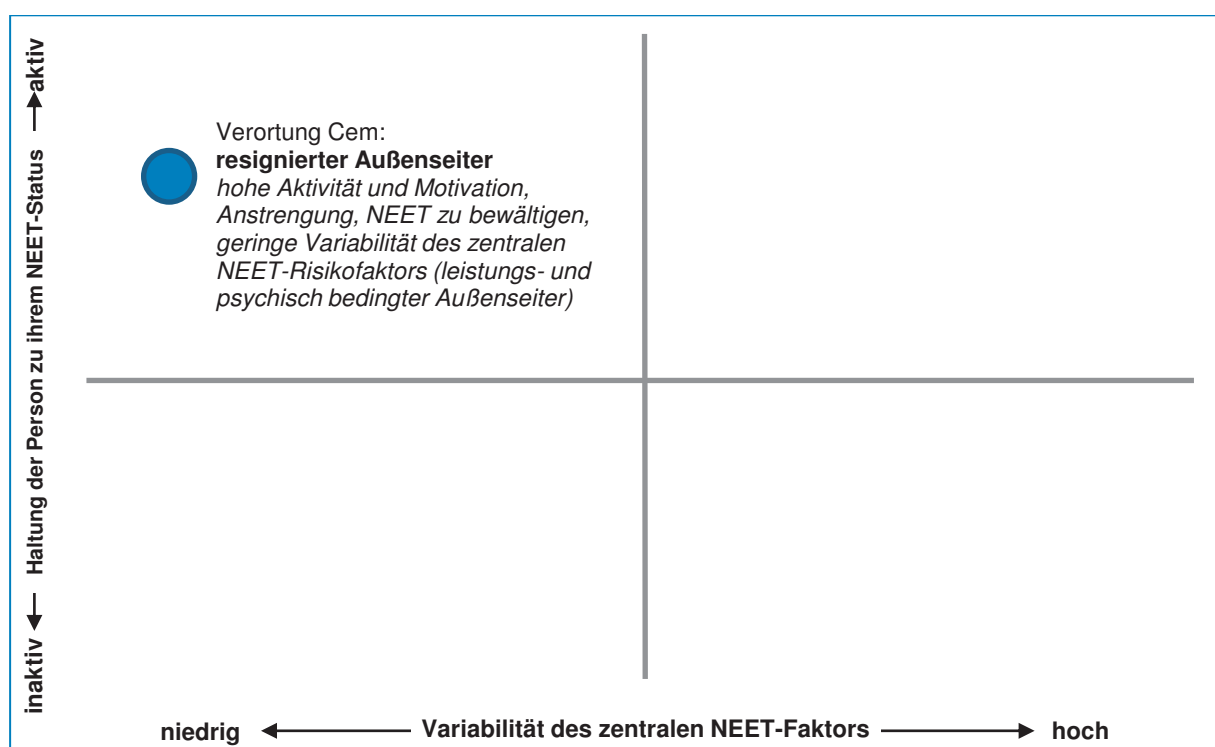 aktiv
Haltung der Person zu ihrem NEET-Status
inaktiv
Verortung Cem:
resignierter Außenseiter
hohe Aktivität und Motivation,
Anstrengung, NEET zu bewältigen,
geringe Variabilität des zentralen
NEET-Risikofaktors (leistungs- und
psychisch bedingter Außenseiter)
niedrig Variabilität des zentralen NEET-Faktors hoch